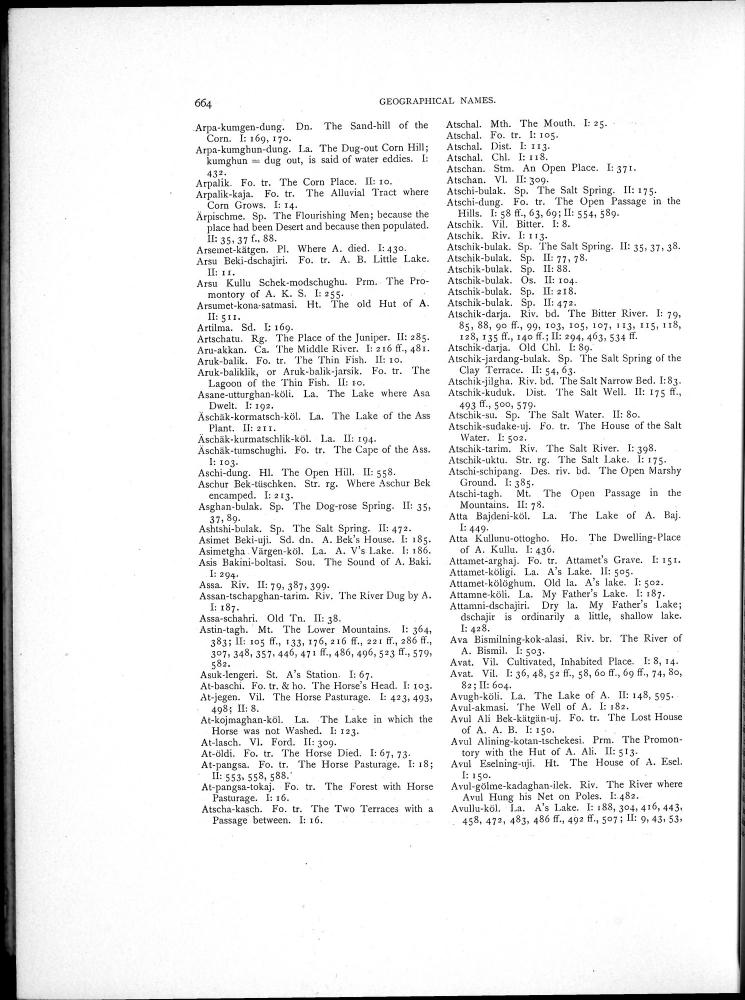 664
GEOGRAPHICAL NAMES.
Arpa-kumgen-dung. Dn. The Sand-hill of the
Corn. I: 169, 170.
Arpa-kumghun-dung. La. The Dug-out Corn Hill;
kumghun = dug out, is said of water eddies. I:
432.
Arpalik. Fo. tr. The Corn Place. II: 10.
Arpalik-kaja. Fo. tr. The Alluvial Tract where
Corn Grows. I: 14.
Ärpischme. Sp. The Flourishing Men; because the
place had been Desert and because then populated.
II: 35, 37 f., 88.
Arsemet-kätgen. Pl. Where A. died. I: 430.
Arsu Beki-dschajiri. Fo. tr. A. B. Little Lake.
II: 11.
Arsu Kullu Schek-modschughu. Prm. The Pro-
montory of A. K. S. I: 255.
Arsumet-kona-satmasi. Ht. The old Hut of A.
II: 511.
Artilma. Sd. I: 169.
Artschatu. Rg. The Place of the Juniper. II: 285.
Aru-akkan. Ca. The Middle River. I: 216 ff., 481.
Aruk-balik. Fo. tr. The Thin Fish. II: 10.
Aruk-baliklik, or Aruk-balik-jarsik. Fo. tr. The
Lagoon of the Thin Fish. II: 10.
Asane-utturghan-köli. La. The Lake where Asa
Dwelt. I: 192.
Äschäk-kormatsch-köl. La. The Lake of the Ass
Plant. II: 211.
Äschäk-kurmatschlik-köl. La. II: 194.
Äschäk-tumschughi. Fo. tr. The Cape of the Ass.
I: 103.
Aschi-dung. Hl. The Open Hill. II: 558.
Aschur Bek-tüschken. Str. rg. Where Aschur Bek
encamped. I: 213.
Asghan-bulak. Sp. The Dog-rose Spring. II: 35,
37, 89.
Ashtshi-bulak. Sp. The Salt Spring. II: 472.
Asimet Beki-uji. Sd. dn. A. Bek's House. I: 185.
Asimetgha Värgen-köl. La. A. V's Lake. I: 186.
Asis Bakini-boltasi. Sou. The Sound of A. Baki.
I: 294.
Assa. Riv. II: 79, 387, 399.
Assan-tschapghan-tarim. Riv. The River Dug by A.
I: 187.
Assa-schahri. Old Tn. II: 38.
Astin-tagh. Mt. The Lower Mountains. I: 364,
383; II: 105 ff., 133, 176, 216 ff., 221 ff., 286 ff.,
307, 348, 357, 446, 471 ff., 486, 496, 523 ff., 579,
582.
Asuk-lengeri. St. A's Station. I: 67.
At-baschi. Fo. tr. & ho. The Horse's Head. I: 103.
At-jegen. Vil. The Horse Pasturage. I: 423, 493,
498; II: 8.
At-kojmaghan-köl. La. The Lake in which the
Horse was not Washed. I: 123.
At-lasch. Vl. Ford. II: 309.
At-öldi. Fo. tr. The Horse Died. I: 67, 73.
At-pangsa. Fo. tr. The Horse Pasturage. I: 18;
II: 553, 558, 588.
At-pangsa-tokaj. Fo. tr. The Forest with Horse
Pasturage. I: 16.
Atscha-kasch. Fo. tr. The Two Terraces with a
Passage between. I: 16.
Atschal. Mth. The Mouth. I: 25.
Atschal. Fo. tr. I: 105.
Atschal. Dist. I: 113.
Atschal. Chl. I: 118.
Atschan. Stm. An Open Place. I: 371.
Atschan. Vl. II: 309.
Atschi-bulak. Sp. The Salt Spring. II: 175.
Atschi-dung. Fo. tr. The Open Passage in the
Hills. I: 58 ff., 63, 69; II: 554, 589.
Atschik. Vil. Bitter. I: 8.
Atschik. Riv. I: 113.
Atschik-bulak. Sp. The Salt Spring. II: 35, 37, 38.
Atschik-bulak. Sp. II: 77, 78.
Atschik-bulak. Sp. II: 88.
Atschik-bulak. Os. II: 104.
Atschik-bulak. Sp. II: 218.
Atschik-bulak. Sp. II: 472.
Atschik-darja. Riv. bd. The Bitter River. I: 79,
85, 88, 90 ff., 99, 103, 105, 107, 113, 115, 118,
128, 135 ff., 140 ff.; II: 294, 463, 534 ff.
Atschik-darja. Old Chl. I: 89.
Atschik-jardang-bulak. Sp. The Salt Spring of the
Clay Terrace. II: 54, 63.
Atschik-jilgha. Riv. bd. The Salt Narrow Bed. I: 83.
Atschik-kuduk. Dist. The Salt Well. II: 175 ff.,
493 ff., 500, 579.
Atschik-su. Sp. The Salt Water. II: 80.
Atschik-sudake-uj. Fo. tr. The House of the Salt
Water. I: 502.
Atschik-tarim. Riv. The Salt River. I: 398.
Atschik-uktu. Str. rg. The Salt Lake. I: 175.
Atschi-schipang. Des. riv. bd. The Open Marshy
Ground. I: 385.
Atschi-tagh. Mt. The Open Passage in the
Mountains. II: 78.
Atta Bajdeni-köl. La. The Lake of A. Baj.
I: 449.
Atta Kullunu-ottogho. Ho. The Dwelling-Place
of A. Kullu. I: 436.
Attamet-arghaj. Fo. tr. Attamet's Grave. I: 151.
Attamet-köligi. La. A's Lake. II: 505.
Attamet-kölöghum. Old la. A's lake. I: 502.
Attamne-köli. La. My Father's Lake. I: 187.
Attamni-dschajiri. Dry la. My Father's Lake;
dschajir is ordinarily a little, shallow lake.
I: 428.
Ava Bismilning-kok-alasi. Riv. br. The River of
A. Bismil. I: 503.
Avat. Vil. Cultivated, Inhabited Place. I: 8, 14.
Avat. Vil. I: 36, 48, 52 ff., 58, 60 ff., 69 ff., 74, 80,
82; II: 604.
Avugh-köli. La. The Lake of A. II: 148, 595.
Avul-akmasi. The Well of A. I: 182.
Avul Ali Bek-kätgän-uj. Fo. tr. The Lost House
of A. A. B. I: 150.
Avul Alining-kotan-tschekesi. Prm. The Promon-
tory with the Hut of A. Ali. II: 513.
Avul Eselning-uji. Ht. The House of A. Esel.
I: 150.
Avul-gölme-kadaghan-ilek. Riv. The River where
Avul Hung his Net on Poles. I: 482.
Avullu-köl. La. A's Lake. I: 188, 304, 416, 443,
458, 472, 483, 486 ff., 492 ff., 507; II: 9, 43, 53,